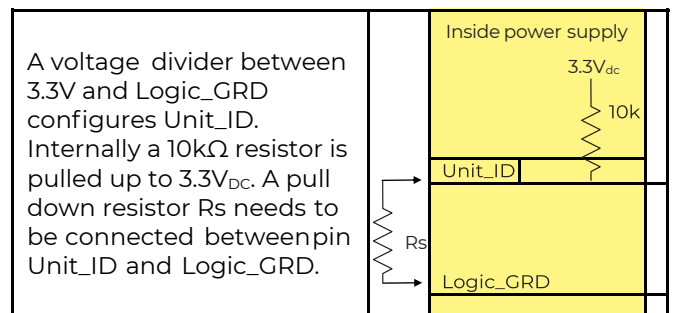 A voltage divider between
3.3V and Logic_GRD
configures Unit_ID.
Internally a 10kΩ resistor is
pulled up to 3.3VDC. A pull
down resistor Rs needs to
be connected betweenpin
Unit_ID and Logic_GRD.
Inside power supply
3.3Vdc
10k
Unit_ID
Rs
Logic_GRD